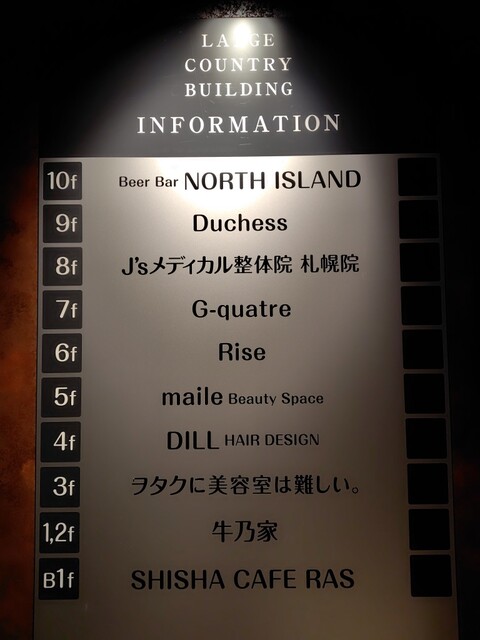 LARGE
COUNTRY
BUILDING
INFORMATION
10f Beer Bar NORTH ISLAND
9f Duchess
8f J'sメディカル整体院 札幌院
7f G-quatre
6f Rise
5f maile Beauty Space
4f DILL HAIR DESIGN
3f ヲタクに美容室は難しい。
1,2f 牛乃家
B1f SHISHA CAFE RAS